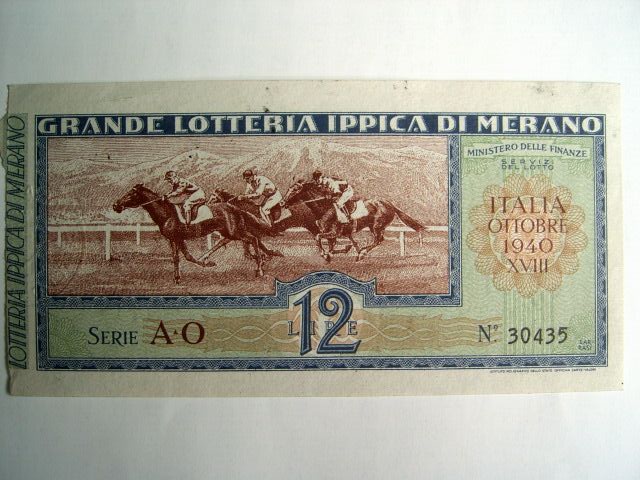 LOTTERIA IPPICA DI MERANO
GRANDE LOTTERIA IPPICA DI MERANO
MINISTERO DELLE FINANZE
SERVIZI
DEL LOTTO
ITALIA
OTTOBRE
1940
XVIII
12
LIRE
SERIE A·O
Nº 30435